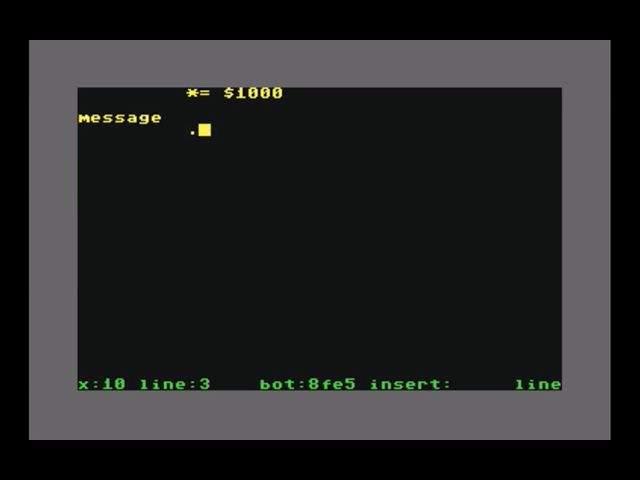 *= $1000
message
.
x:10 line:3 bot:8fe5 insert: line